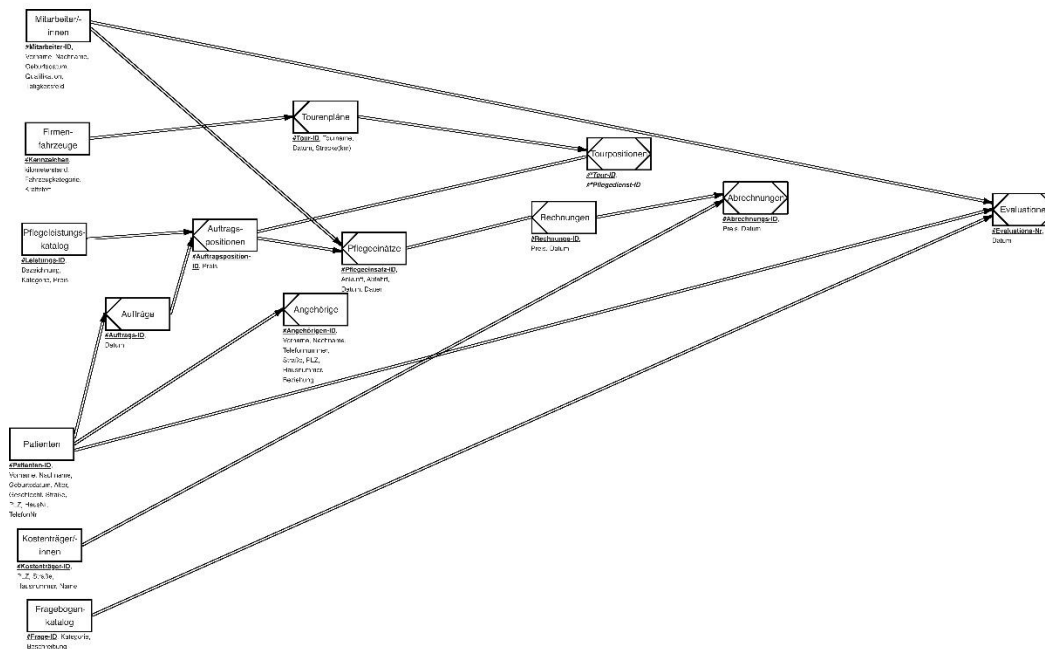 Mitarbeiter/-
innen
#Mitarbeiter-ID,
Vorname, Nachname,
Geburtsdatum,
Qualifikation,
Tätigkeitsfeld
Firmen-
fahrzeuge
#Kennzeichen
Kilometerstand,
Fahrzeugkategorie,
Kraftstoff
Tourenpläne
#Tour-ID, Tourname,
Datum, Strecke(km)
Tourpositionen
#*Tour-ID,
#*Pflegedienst-ID
Pflegeleistungs-
katalog
#Leistungs-ID,
Bezeichnung,
Kategorie, Preis
Auftrags-
positionen
#Auftragsposition-
ID, Preis
Pflegeeinätze
#Pflegeeinsatz-ID,
Ankunft, Abfahrt,
Datum, Dauer
Rechnungen
#Rechnungs-ID,
Preis, Datum
Abrechnungen
#Abrechnungs-ID,
Preis, Datum
Evaluationen
#Evaluations-Nr,
Datum
Aufträge
#Auftrags-ID,
Datum
Angehörige
#Angehörigen-ID,
Vorname, Nachname,
Telefonnummer,
Straße, PLZ,
Hausnummer,
Beziehung
Patienten
#Patienten-ID,
Vorname, Nachname,
Geburtsdatum, Alter,
Geschlecht, Straße,
PLZ, HausNr,
TelefonNr
Kostenträger/-
innen
#Kostenträger-ID,
PLZ, Straße,
Hausnummer, Name
Fragebogen-
katalog
#Frage-ID, Kategorie,
Beschreibung